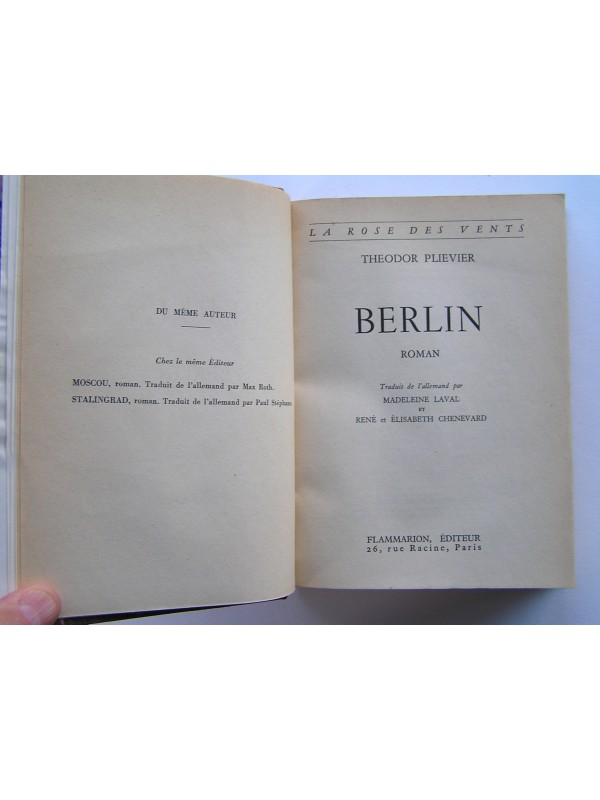 DU MÊME AUTEUR
Chez le même Éditeur
MOSCOU, roman. Traduit de l'allemand par Max Roth.
STALINGRAD, roman. Traduit de l'allemand par Paul Stéphane
LA ROSE DES VENTS
THEODOR PLIEVIER
BERLIN
ROMAN
Traduit de l'allemand par
MADELEINE LAVAL
ET
RENÉ et ÉLISABETH CHENEVARD
FLAMMARION, ÉDITEUR
26, rue Racine, Paris